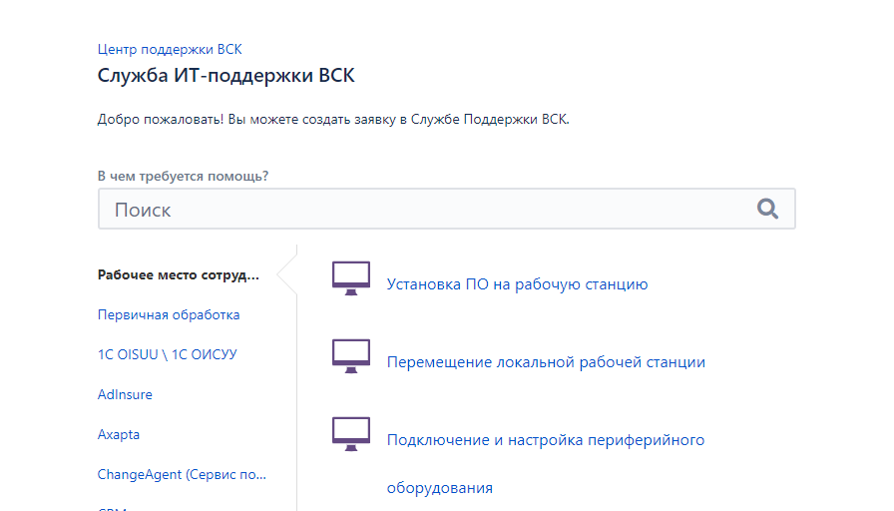 Центр поддержки ВСК
Служба ИТ-поддержки ВСК
Добро пожаловать! Вы можете создать заявку в Службе Поддержки ВСК.
В чем требуется помощь?
Поиск
Рабочее место сотруд...
Первичная обработка
1С OISUU \ 1С ОИСУУ
AdInsure
Axapta
ChangeAgent (Сервис по...
Установка ПО на рабочую станцию
Перемещение локальной рабочей станции
Подключение и настройка периферийного
оборудования